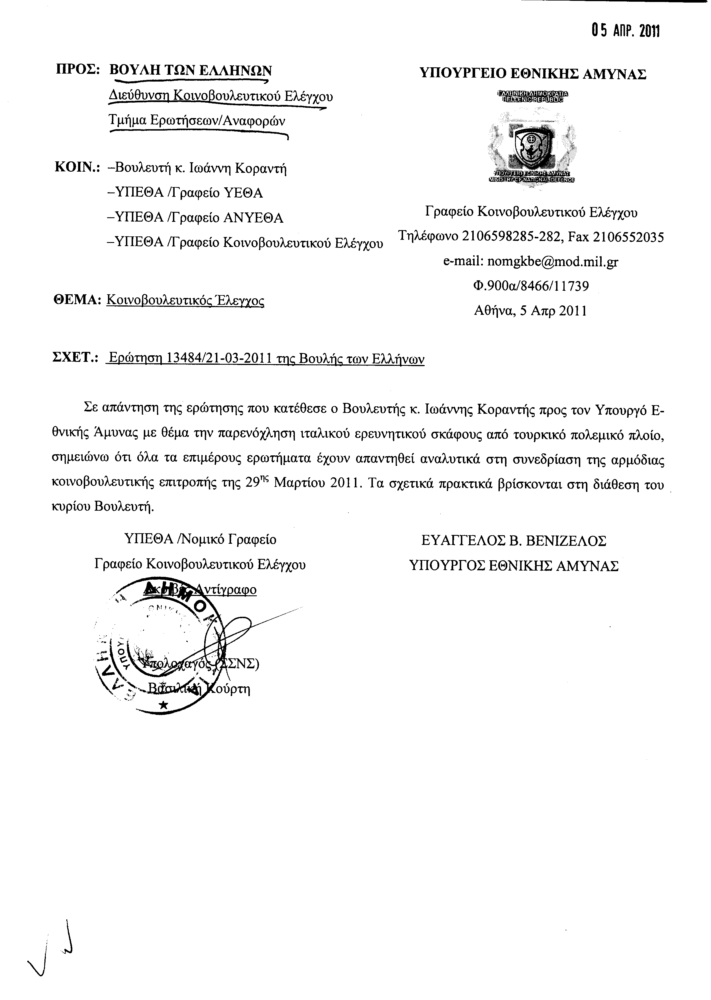 05 ΑΠΡ. 2011
ΠΡΟΣ: ΒΟΥΛΗ ΤΩΝ ΕΛΛΗΝΩΝ
Διεύθυνση Κοινοβουλευτικού Ελέγχου
Τμήμα Ερωτήσεων/Αναφορών
ΚΟΙΝ.: –Βουλευτή κ. Ιωάννη Κοραντή
–ΥΠΕΘΑ /Γραφείο ΥΕΘΑ
–ΥΠΕΘΑ /Γραφείο ΑΝΥΕΘΑ
–ΥΠΕΘΑ /Γραφείο Κοινοβουλευτικού Ελέγχου
ΘΕΜΑ: Κοινοβουλευτικός Έλεγχος
ΥΠΟΥΡΓΕΙΟ ΕΘΝΙΚΗΣ ΑΜΥΝΑΣ
ΕΛΛΗΝΙΚΗ ΔΗΜΟΚΡΑΤΙΑ
HELLENIC REPUBLIC
ΥΠΟΥΡΓΕΙΟ ΕΘΝΙΚΗΣ ΑΜΥΝΑΣ
MINISTRY OF NATIONAL DEFENCE
Γραφείο Κοινοβουλευτικού Ελέγχου
Τηλέφωνο 2106598285-282, Fax 2106552035
e-mail: nomgkbe@mod.mil.gr
Φ.900α/8466/11739
Αθήνα, 5 Απρ 2011
ΣΧΕΤ.: Ερώτηση 13484/21-03-2011 της Βουλής των Ελλήνων
Σε απάντηση της ερώτησης που κατέθεσε ο Βουλευτής κ. Ιωάννης Κοραντής προς τον Υπουργό Ε-
θνικής Άμυνας με θέμα την παρενόχληση ιταλικού ερευνητικού σκάφους από τουρκικό πολεμικό πλοίο,
σημειώνω ότι όλα τα επιμέρους ερωτήματα έχουν απαντηθεί αναλυτικά στη συνεδρίαση της αρμόδιας
κοινοβουλευτικής επιτροπής της 29ης Μαρτίου 2011. Τα σχετικά πρακτικά βρίσκονται στη διάθεση του
κυρίου Βουλευτή.
ΥΠΕΘΑ /Νομικό Γραφείο
Γραφείο Κοινοβουλευτικού Ελέγχου
Ακριβές Αντίγραφο
Υπολοχαγός (ΣΣΝΣ)
Βασιλική Κούρτη
ΕΥΑΓΓΕΛΟΣ Β. ΒΕΝΙΖΕΛΟΣ
ΥΠΟΥΡΓΟΣ ΕΘΝΙΚΗΣ ΑΜΥΝΑΣ